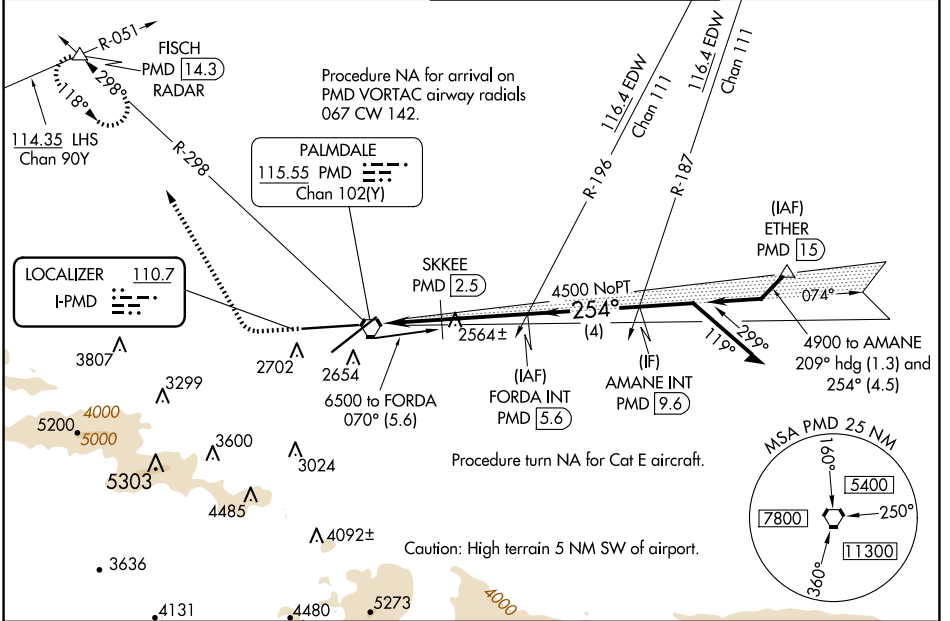 R-051
FISCH
PMD 14.3
RADAR
298°
118°
114.35 LHS
Chan 90Y
R-298
Procedure NA for arrival on
PMD VORTAC airway radials
067 CW 142.
PALMDALE
115.55 PMD
Chan 102(Y)
116.4 EDW
Chan 111
R-196
116.4 EDW
Chan 111
R-187
(IAF)
ETHER
PMD 15
LOCALIZER 110.7
I-PMD
SKKEE
PMD 2.5
4500 NoPT
254°
(4)
074°
299°
119°
4900 to AMANE
209° hdg (1.3) and
254° (4.5)
2564±
(IAF)
FORDA INT
PMD 5.6
(IF)
AMANE INT
PMD 9.6
6500 to FORDA
070° (5.6)
3807
2702
2654
3299
4000
5200
5000
3600
3024
5303
4485
4092±
3636
4131
4480
5273
4000
Procedure turn NA for Cat E aircraft.
Caution: High terrain 5 NM SW of airport.
MSA PMD 25 NM
160°
5400
250°
7800
11300
360°